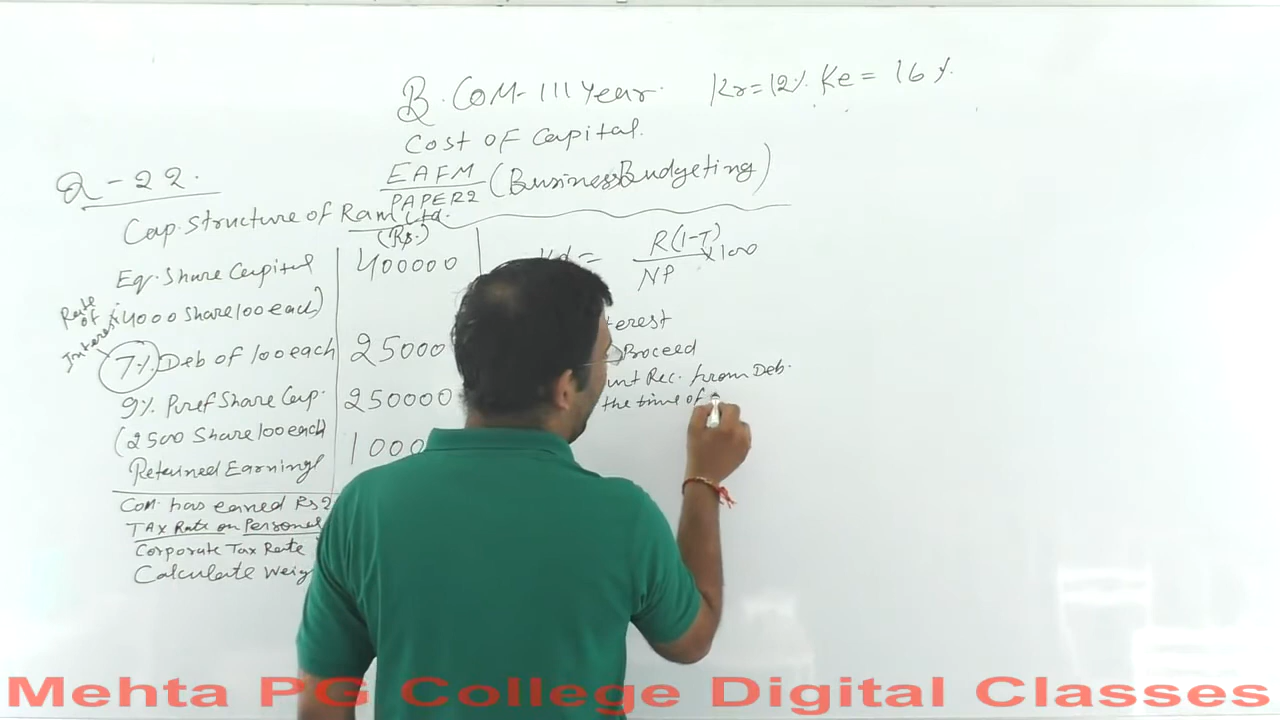 B.COM-III Year.
Kr=12% Ke = 16%
Cost of Capital.
EAFM
PAPER2 (Business Budgeting)
Q-22.
Cap. Structure of Ram Ltd.
(Rs.)
Eq. Share Capital 400000
(4000 Share 100 each)
Rate of Interest
7% Deb of 100 each 25000
9% Pref Share Cap. 250000
(2500 Share 100 each)
Retained Earnings 1000
Com. has earned Rs 2
Tax Rate on Personal
Corporate Tax Rate
Calculate Weig
Kd = R(1-T)
NP ×100
terest
Proceed
unt Rec. from Deb.
the time of
Mehta PG College Digital Classes